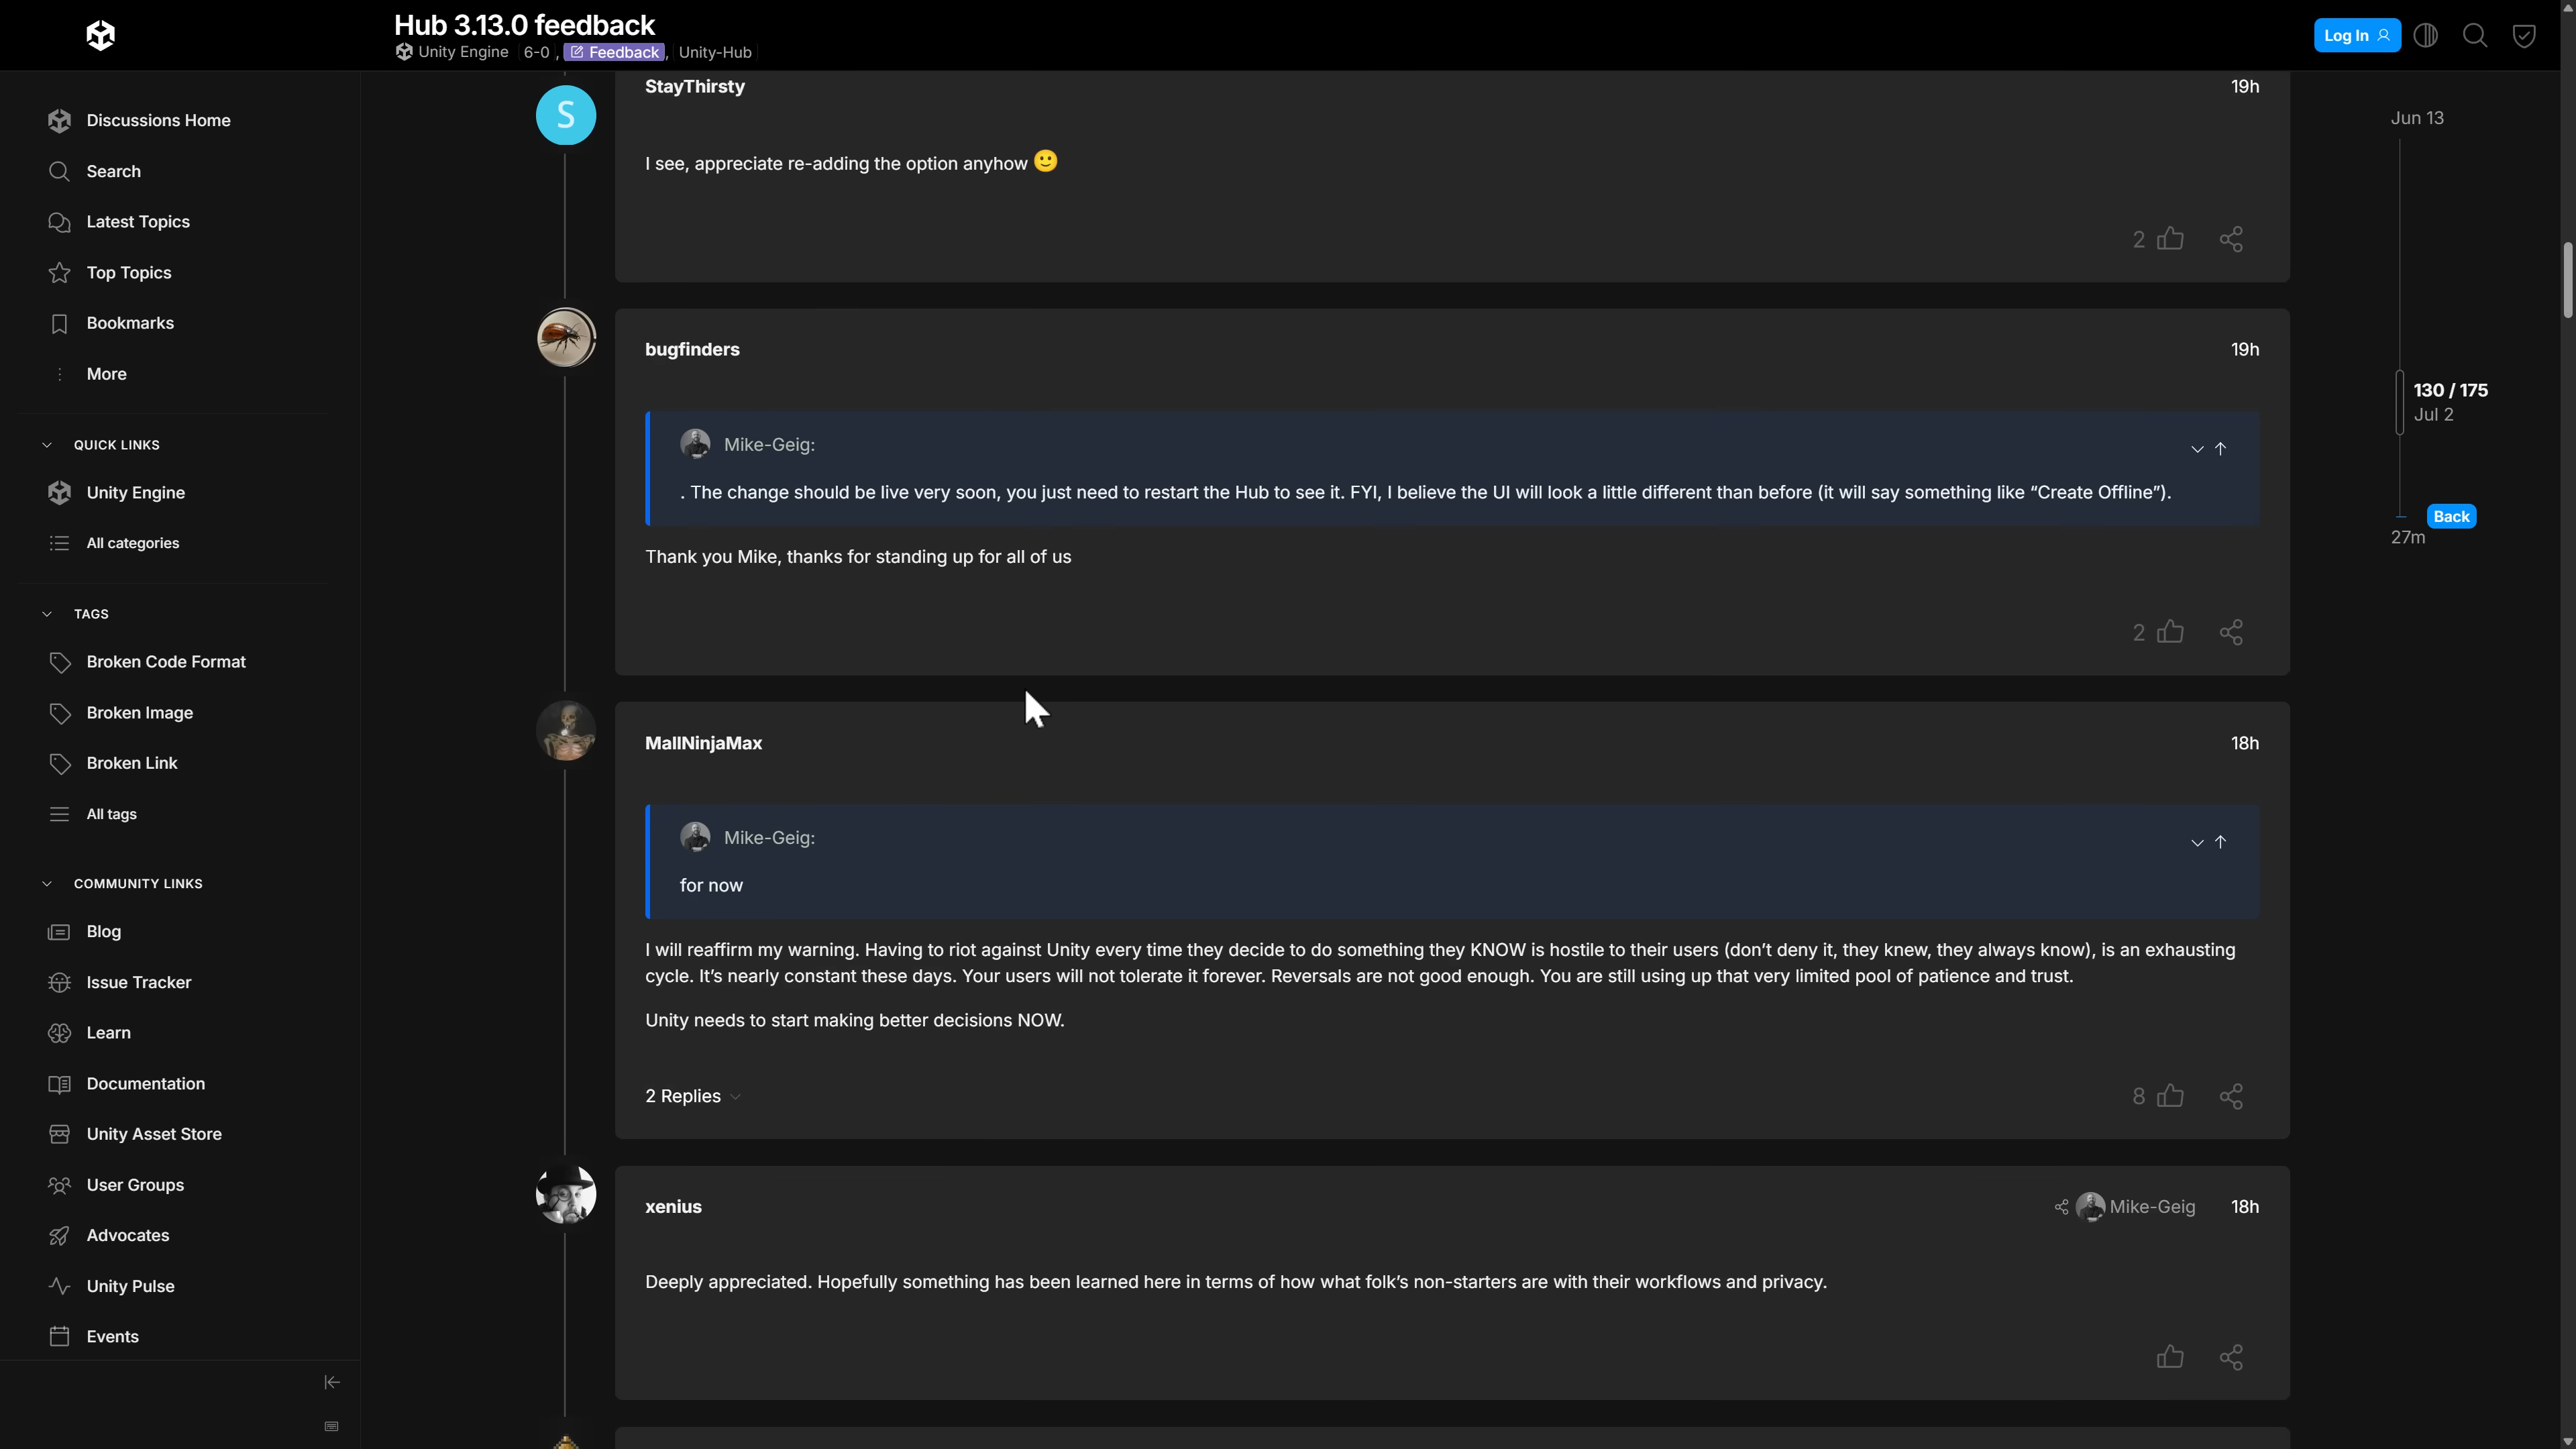 Hub 3.13.0 feedback
Unity Engine 6-0 , Feedback , Unity-Hub
Log In
Discussions Home
Search
Latest Topics
Top Topics
Bookmarks
More
QUICK LINKS
Unity Engine
All categories
TAGS
Broken Code Format
Broken Image
Broken Link
All tags
COMMUNITY LINKS
Blog
Issue Tracker
Learn
Documentation
Unity Asset Store
User Groups
Advocates
Unity Pulse
Events
S
StayThirsty 19h
I see, appreciate re-adding the option anyhow 🙂
2
bugfinders 19h
Mike-Geig:
. The change should be live very soon, you just need to restart the Hub to see it. FYI, I believe the UI will look a little different than before (it will say something like “Create Offline”).
Thank you Mike, thanks for standing up for all of us
2
MallNinjaMax 18h
Mike-Geig:
for now
I will reaffirm my warning. Having to riot against Unity every time they decide to do something they KNOW is hostile to their users (don’t deny it, they knew, they always know), is an exhausting
cycle. It’s nearly constant these days. Your users will not tolerate it forever. Reversals are not good enough. You are still using up that very limited pool of patience and trust.
Unity needs to start making better decisions NOW.
2 Replies 8
xenius Mike-Geig 18h
Deeply appreciated. Hopefully something has been learned here in terms of how what folk’s non-starters are with their workflows and privacy.
Jun 13
130 / 175
Jul 2
Back
27m